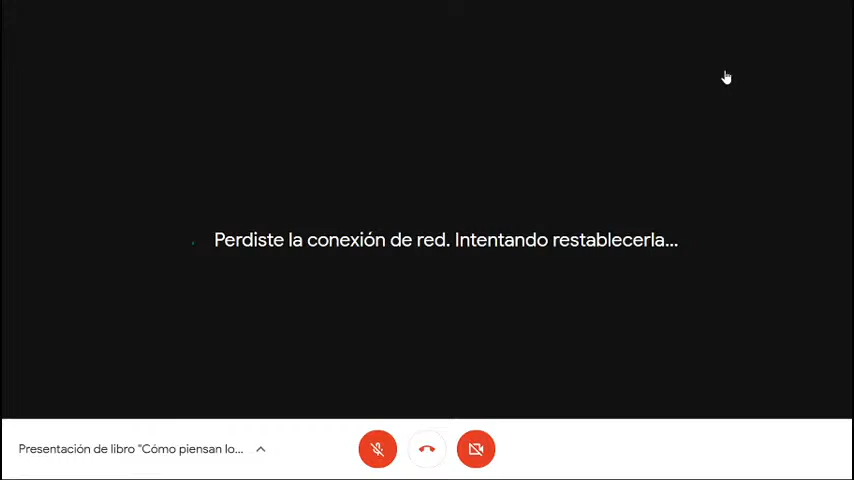 Perdiste la conexión de red. Intentando restablecerla...
Presentación de libro "Cómo piensan lo...